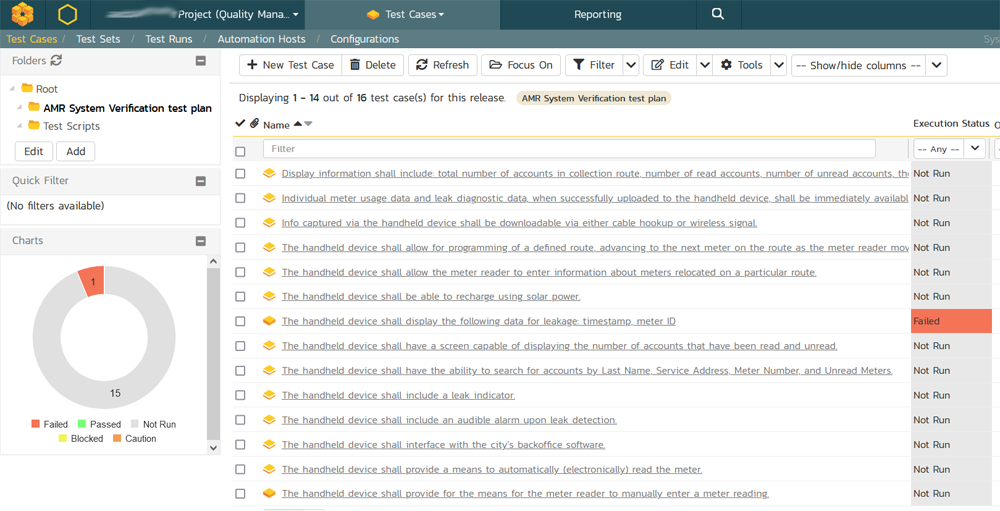 Project (Quality Mana...
Test Cases
Reporting
Test Cases / Test Sets / Test Runs / Automation Hosts / Configurations
Sys
Folders
Root
AMR System Verification test plan
Test Scripts
Edit Add
Quick Filter
(No filters available)
Charts
1
15
Failed Passed Not Run
Blocked Caution
+ New Test Case Delete Refresh Focus On Filter Edit Tools -- Show/hide columns --
Displaying 1 - 14 out of 16 test case(s) for this release. AMR System Verification test plan
Name Execution Status
Filter -- Any --
Display information shall include: total number of accounts in collection route, number of read accounts, number of unread accounts, the Not Run
Individual meter usage data and leak diagnostic data, when successfully uploaded to the handheld device, shall be immediately availabl Not Run
Info captured via the handheld device shall be downloadable via either cable hookup or wireless signal. Not Run
The handheld device shall allow for programming of a defined route, advancing to the next meter on the route as the meter reader mov Not Run
The handheld device shall allow the meter reader to enter information about meters relocated on a particular route. Not Run
The handheld device shall be able to recharge using solar power. Not Run
The handheld device shall display the following data for leakage: timestamp, meter ID Failed
The handheld device shall have a screen capable of displaying the number of accounts that have been read and unread. Not Run
The handheld device shall have the ability to search for accounts by Last Name, Service Address, Meter Number, and Unread Meters. Not Run
The handheld device shall include a leak indicator. Not Run
The handheld device shall include an audible alarm upon leak detection. Not Run
The handheld device shall interface with the city's backoffice software. Not Run
The handheld device shall provide a means to automatically (electronically) read the meter. Not Run
The handheld device shall provide for the means for the meter reader to manually enter a meter reading. Not Run